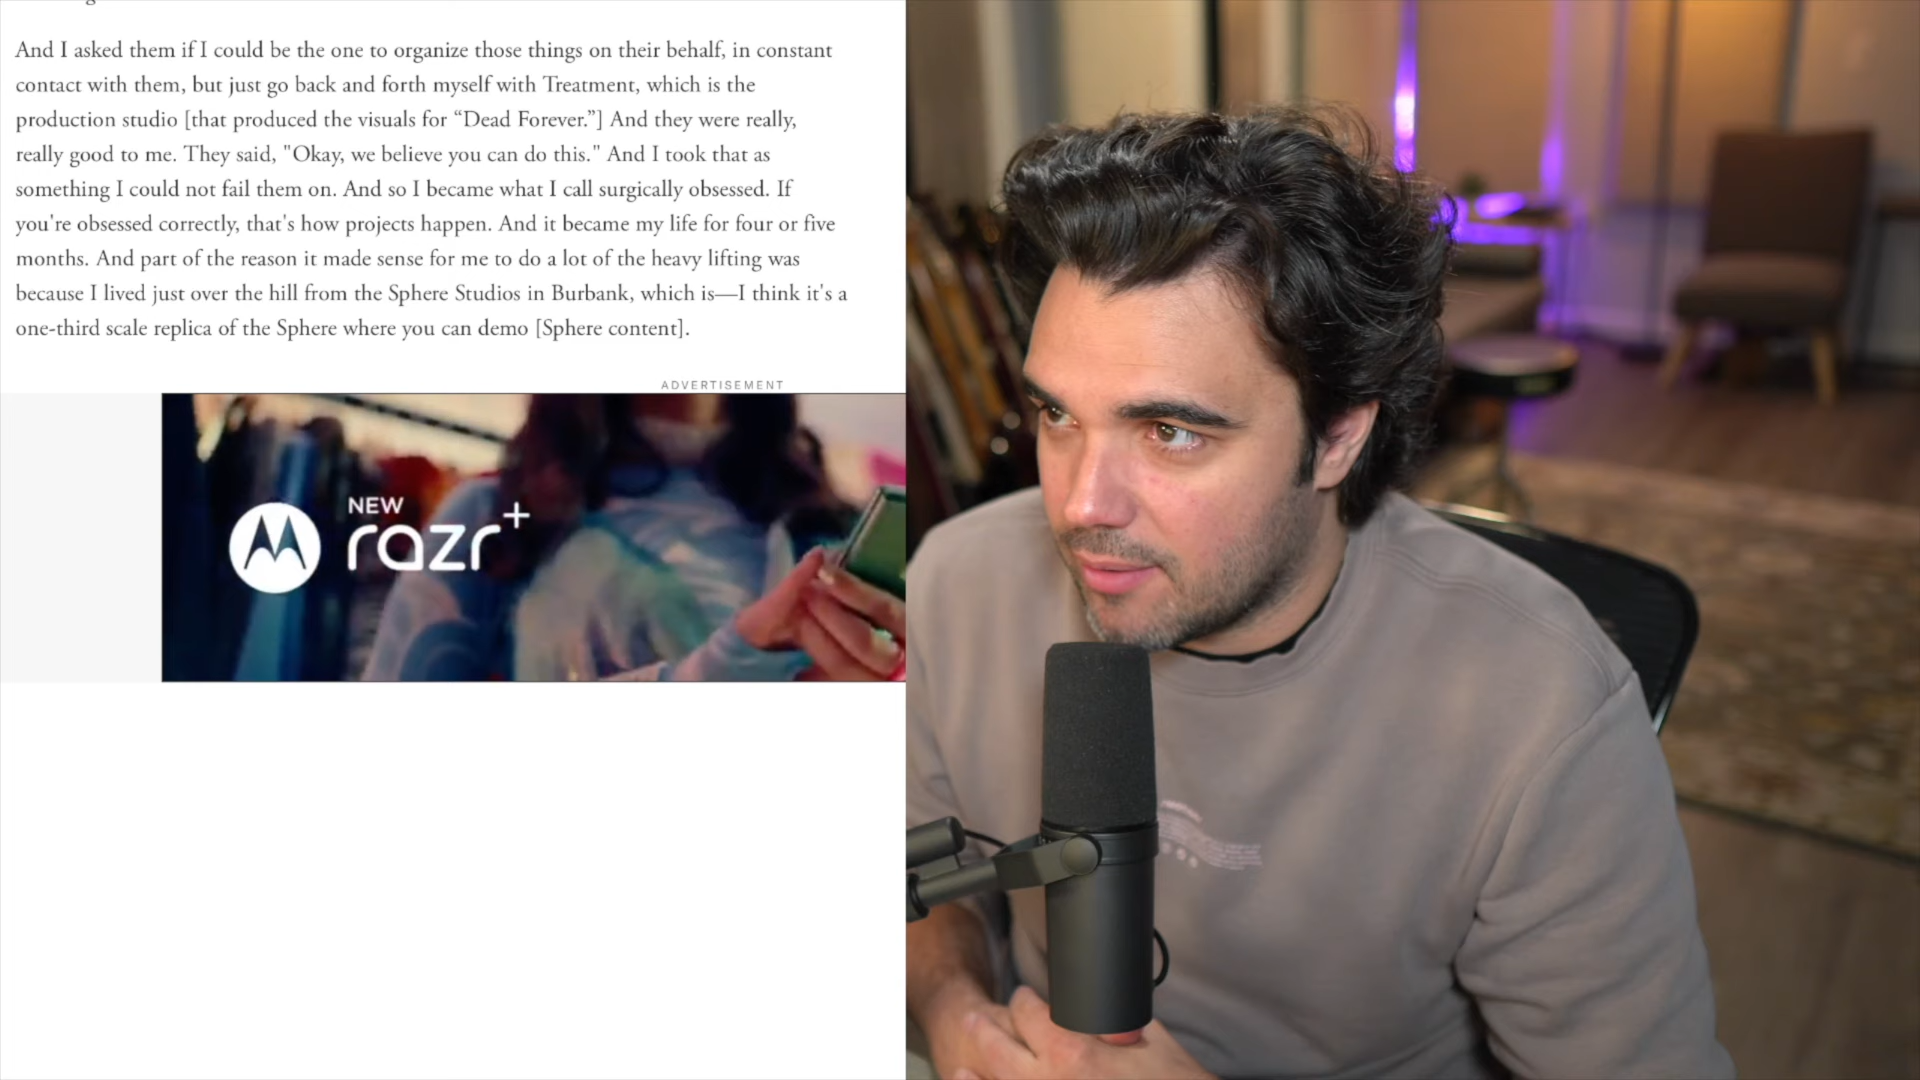 And I asked them if I could be the one to organize those things on their behalf, in constant
contact with them, but just go back and forth myself with Treatment, which is the
production studio [that produced the visuals for “Dead Forever.”] And they were really,
really good to me. They said, "Okay, we believe you can do this." And I took that as
something I could not fail them on. And so I became what I call surgically obsessed. If
you're obsessed correctly, that's how projects happen. And it became my life for four or five
months. And part of the reason it made sense for me to do a lot of the heavy lifting was
because I lived just over the hill from the Sphere Studios in Burbank, which is—I think it's a
one-third scale replica of the Sphere where you can demo [Sphere content].
ADVERTISEMENT
NEW
razr+